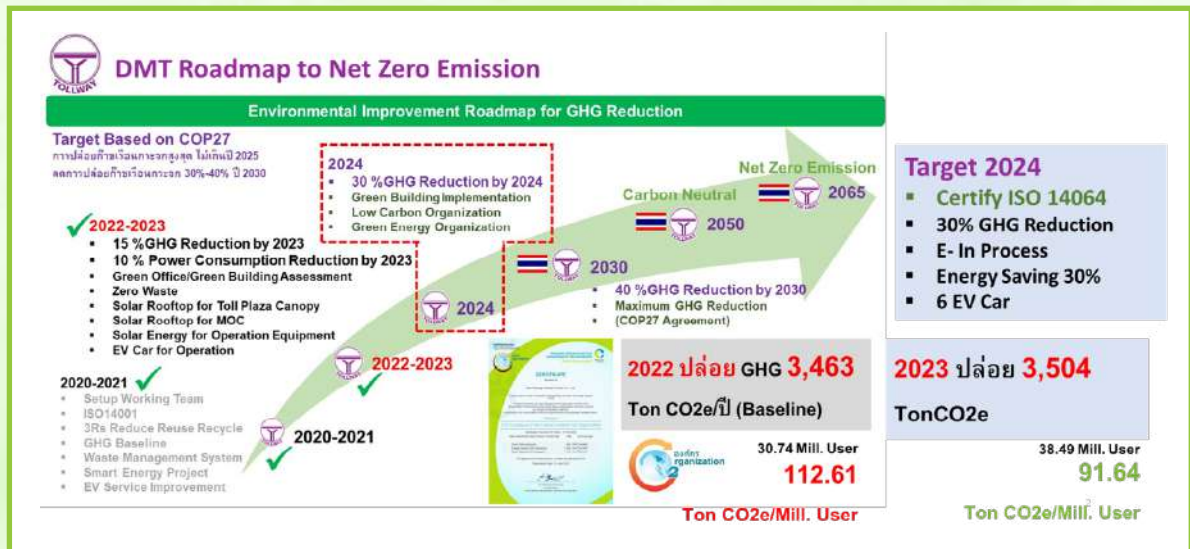 TOLLWAY
DMT Roadmap to Net Zero Emission
Environmental Improvement Roadmap for GHG Reduction
Target Based on COP27
การปล่อยก๊าซเรือนกระจกสูงสุด ไม่เกินปี 2025
ลดการปล่อยก๊าซเรือนกระจก 30%-40% ปี 2030
2022-2023
▪ 15 %GHG Reduction by 2023
▪ 10 % Power Consumption Reduction by 2023
▪ Green Office/Green Building Assessment
▪ Zero Waste
▪ Solar Rooftop for Toll Plaza Canopy
▪ Solar Rooftop for MOC
▪ Solar Energy for Operation Equipment
▪ EV Car for Operation
2020-2021
▪ Setup Working Team
▪ ISO14001
▪ 3Rs Reduce Reuse Recycle
▪ GHG Baseline
▪ Waste Management System
▪ Smart Energy Project
▪ EV Service Improvement
2024
▪ 30 %GHG Reduction by 2024
▪ Green Building Implementation
▪ Low Carbon Organization
▪ Green Energy Organization
2020-2021
2022-2023
2024
2030
▪ 40 %GHG Reduction by 2030
▪ Maximum GHG Reduction
▪ (COP27 Agreement)
Carbon Neutral
2050
Net Zero Emission
2065
Target 2024
▪ Certify ISO 14064
▪ 30% GHG Reduction
▪ E- In Process
▪ Energy Saving 30%
▪ 6 EV Car
CERTIFICATE
2022 ปล่อย GHG 3,463
Ton CO2e/ปี (Baseline)
องค์กร
rganization
2
30.74 Mill. User
112.61
Ton CO2e/Mill. User
2023 ปล่อย 3,504
TonCO2e
38.49 Mill. User
91.64
2
Ton CO2e/Mill. User